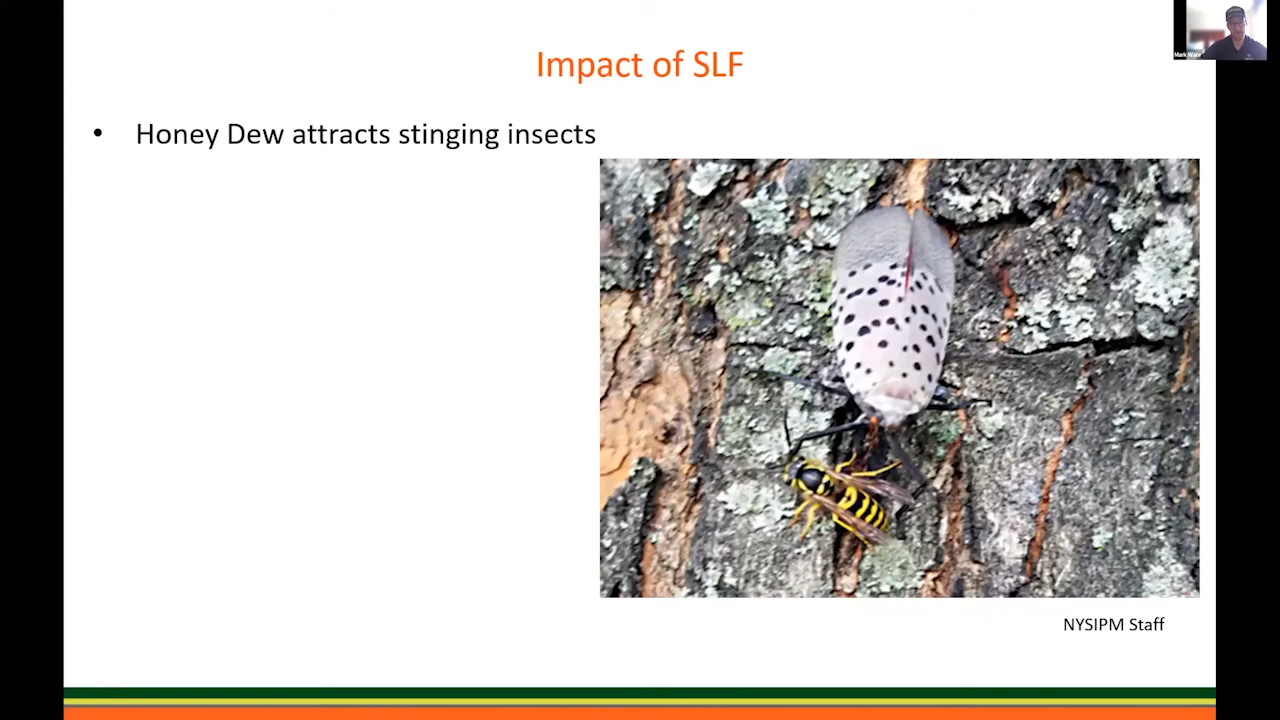 Impact of SLF
• Honey Dew attracts stinging insects
NYSIPM Staff